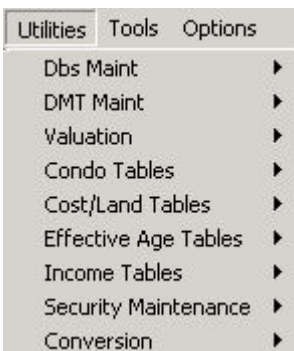 Utilities Tools Options
Dbs Maint
DMT Maint
Valuation
Condo Tables
Cost/Land Tables
Effective Age Tables
Income Tables
Security Maintenance
Conversion